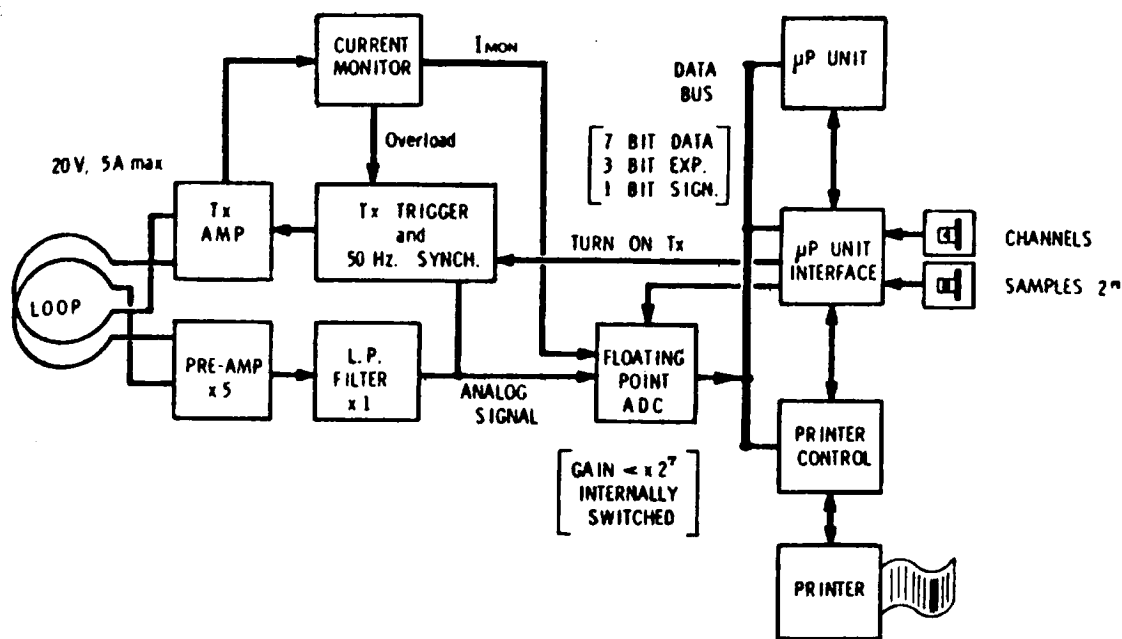 CURRENT
MONITOR
I MON
DATA
BUS
µP UNIT
Overload
[7 BIT DATA
3 BIT EXP.
1 BIT SIGN.]
20V, 5A max
Tx
AMP
Tx TRIGGER
and
50 Hz. SYNCH.
TURN ON Tx
µP UNIT
INTERFACE
CHANNELS
SAMPLES 2ⁿ
LOOP
PRE-AMP
x 5
L. P.
FILTER
x 1
ANALOG
SIGNAL
FLOATING
POINT
ADC
[GAIN < x 2⁷
INTERNALLY
SWITCHED]
PRINTER
CONTROL
PRINTER